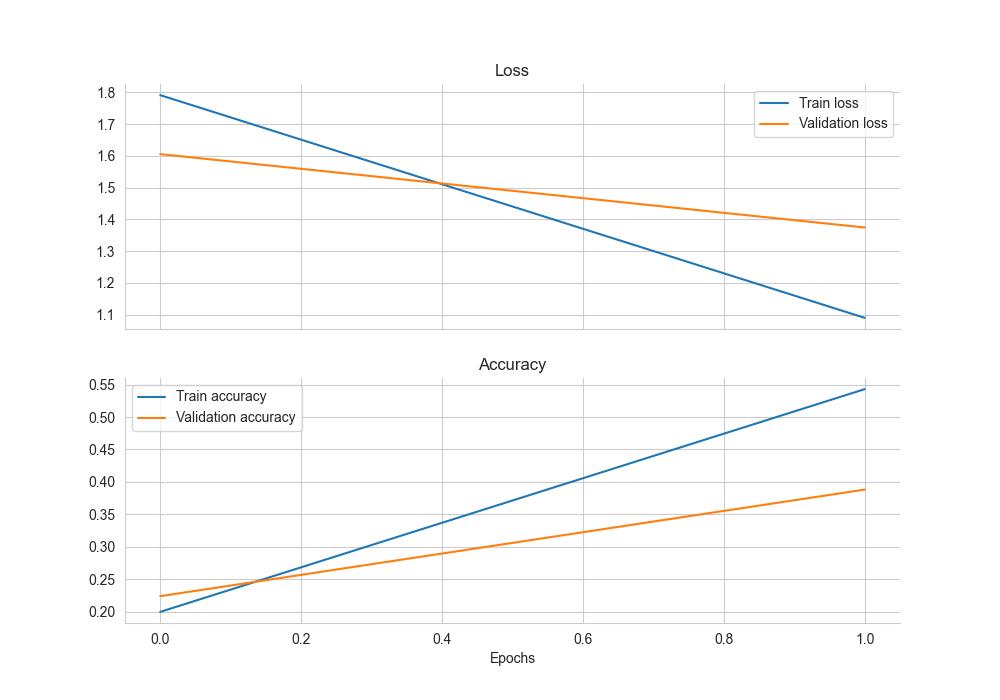 Loss
1.8
1.7
1.6
1.5
1.4
1.3
1.2
1.1
Train loss
Validation loss
Accuracy
0.55
0.50
0.45
0.40
0.35
0.30
0.25
0.20
Train accuracy
Validation accuracy
0.0 0.2 0.4 0.6 0.8 1.0
Epochs